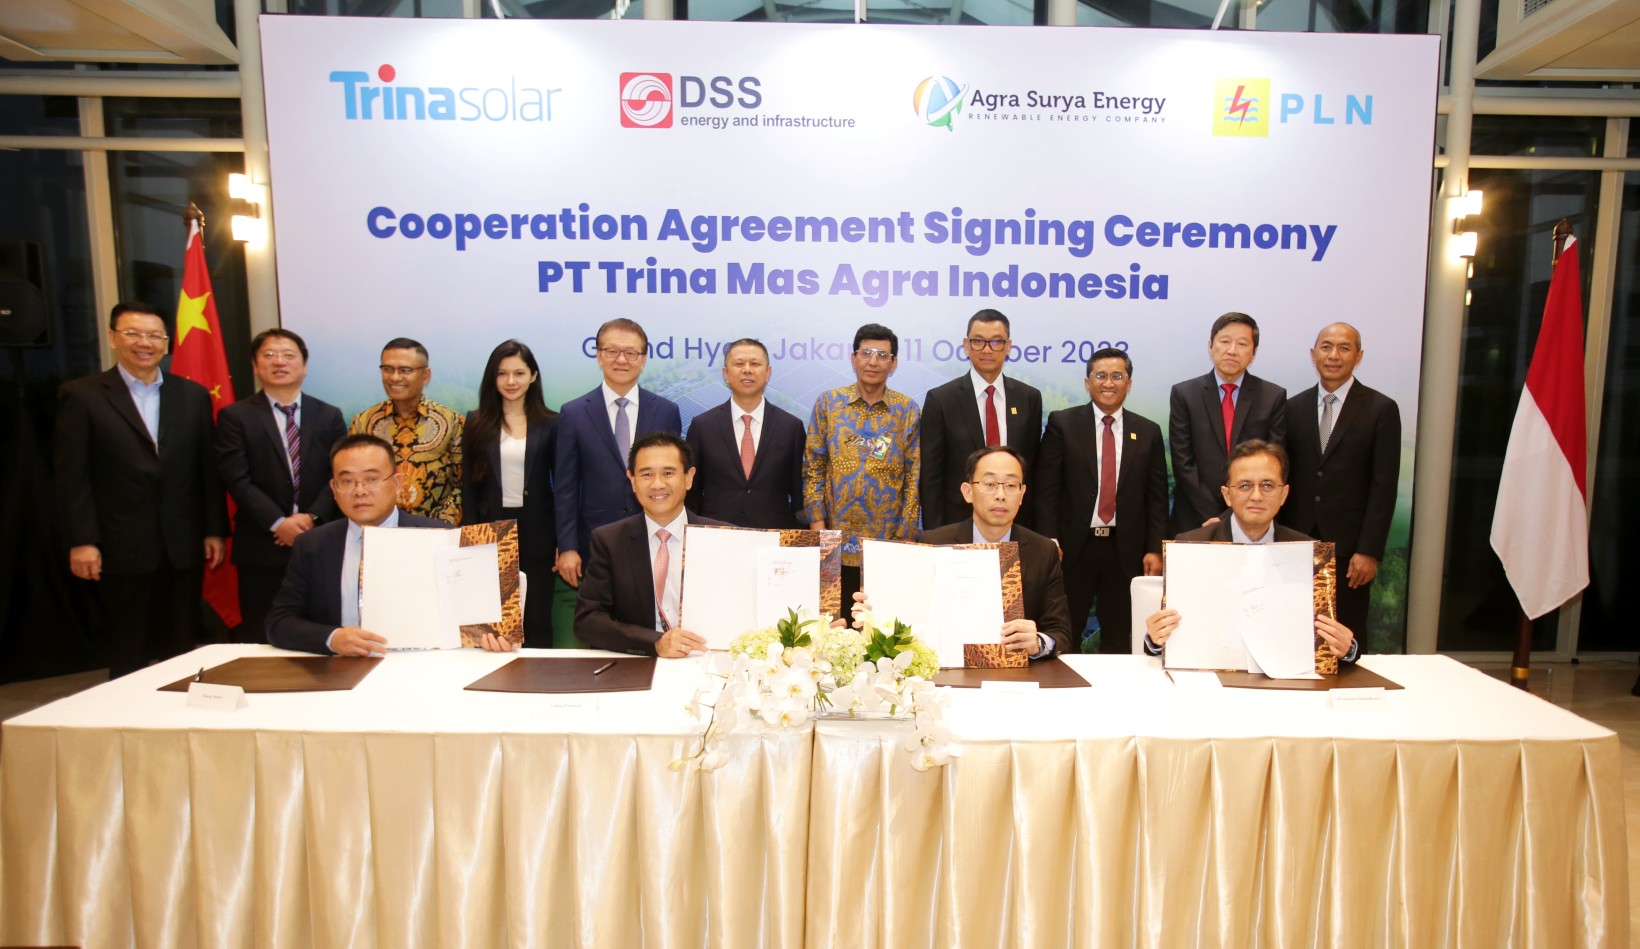 Trinasolar
DSS
energy and infrastructure
Agra Surya Energy
RENEWABLE ENERGY COMPANY
PLN
Cooperation Agreement Signing Ceremony
PT Trina Mas Agra Indonesia
Jakarta 11 October